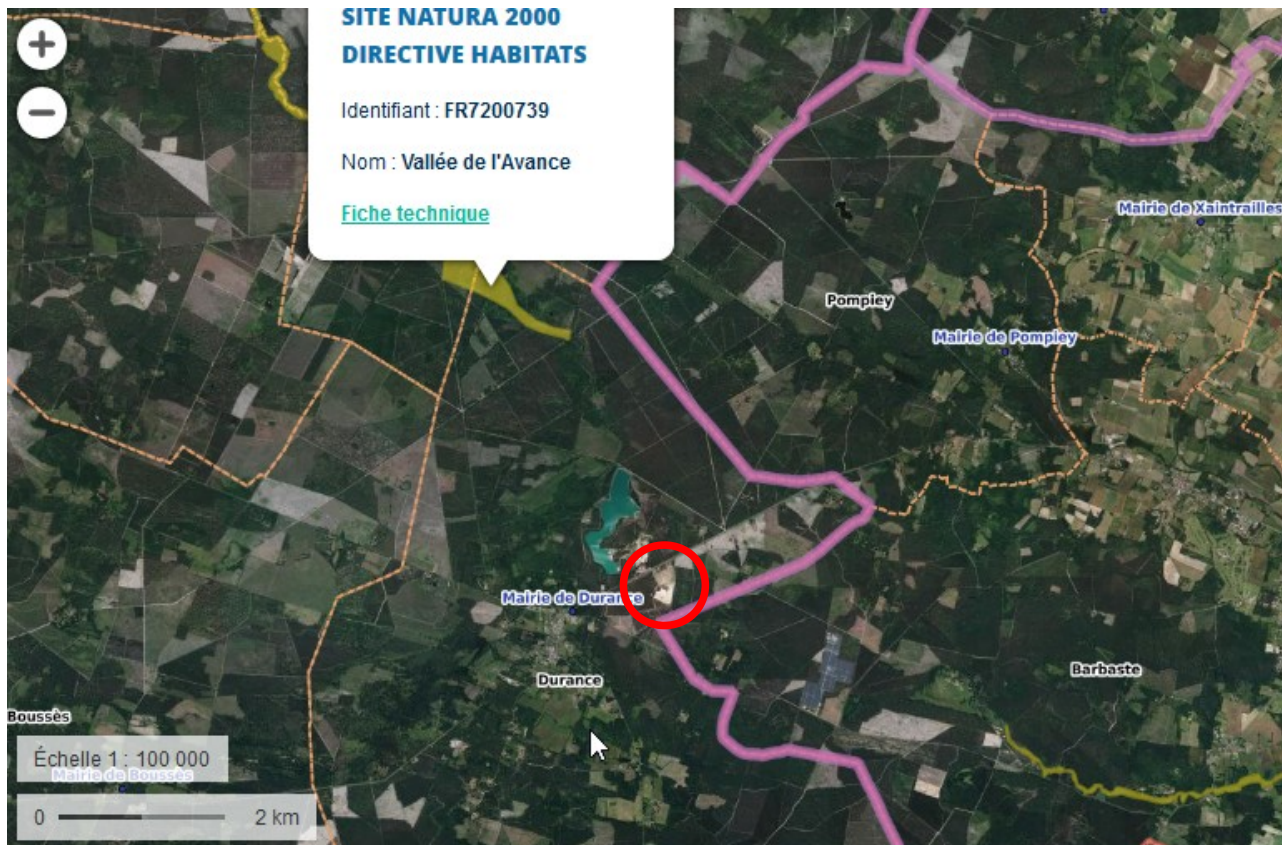 +
−
SITE NATURA 2000
DIRECTIVE HABITATS
Identifiant : FR7200739
Nom : Vallée de l'Avance
Fiche technique
Mairie de Xaintrailles
Pompiey
Mairie de Pompiey
Mairie de Durance
Durance
Barbaste
Boussès
Échelle 1 : 100 000
Mairie de Boussès
0 2 km